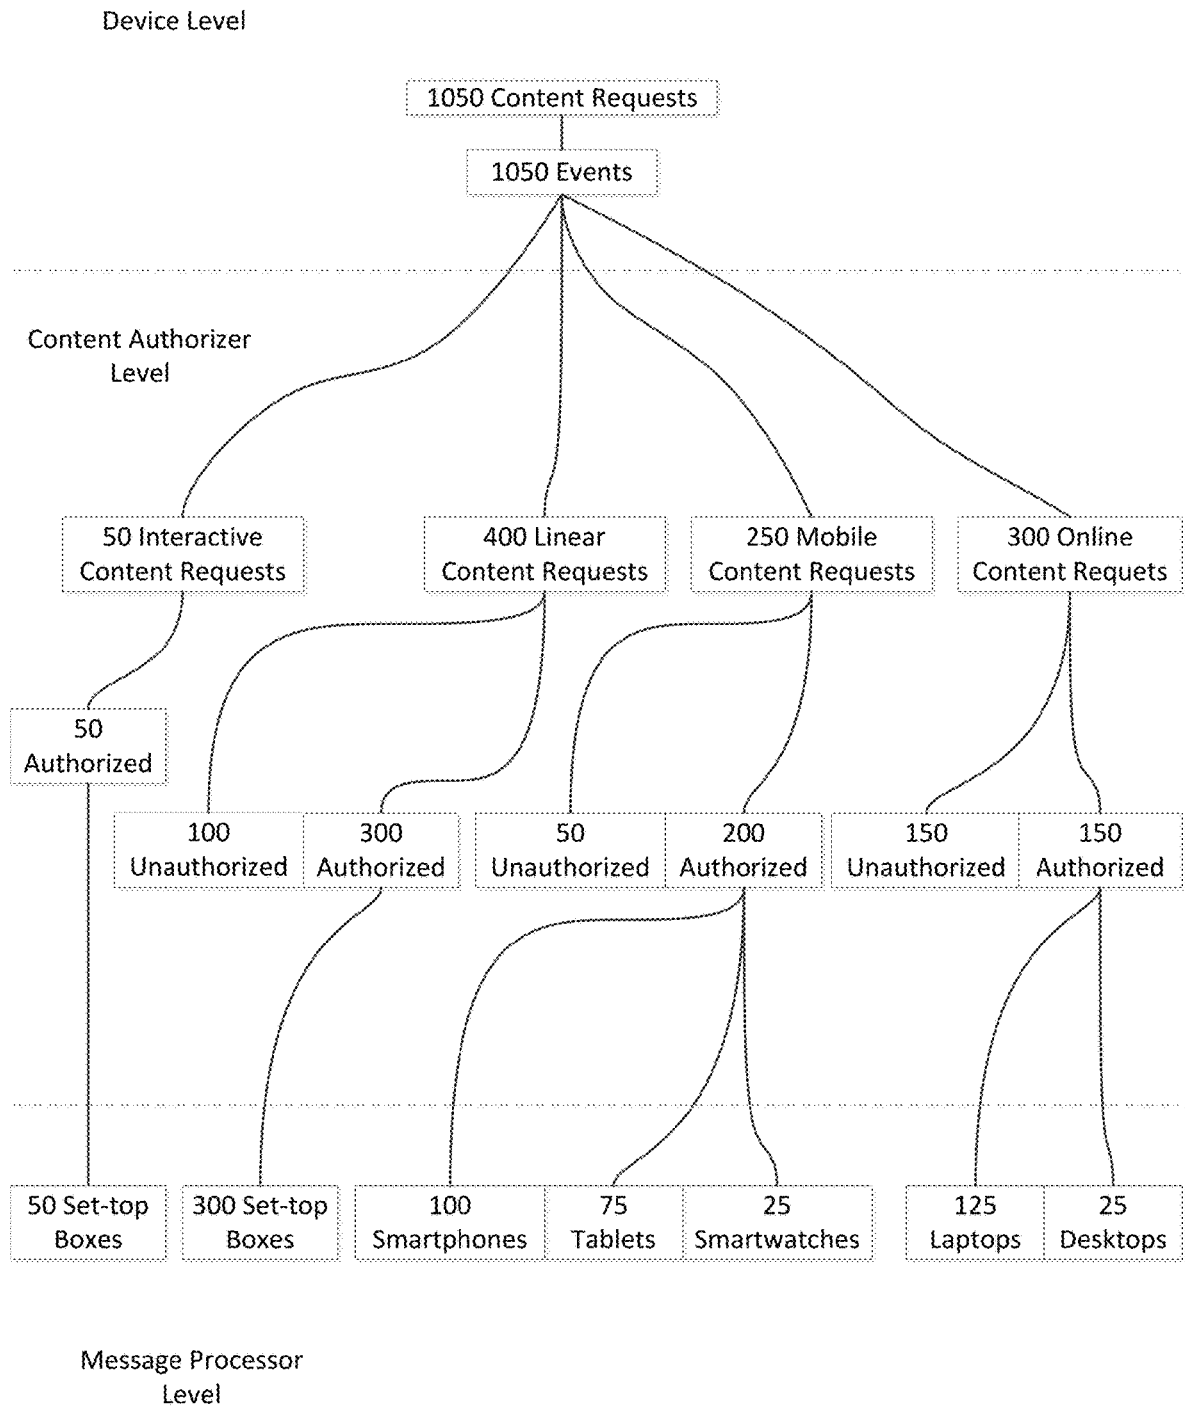 Device Level
1050 Content Requests
1050 Events
Content Authorizer
Level
50 Interactive
Content Requests
400 Linear
Content Requests
250 Mobile
Content Requests
300 Online
Content Requets
50
Authorized
100
Unauthorized
300
Authorized
50
Unauthorized
200
Authorized
150
Unauthorized
150
Authorized
50 Set-top
Boxes
300 Set-top
Boxes
100
Smartphones
75
Tablets
25
Smartwatches
125
Laptops
25
Desktops
Message Processor
Level